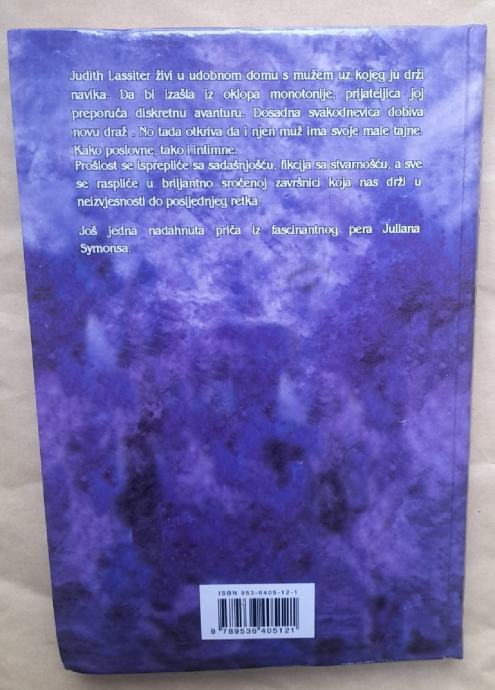 Judith Lassiter živi u udobnom domu s mužem uz kojeg ju drži
navika. Da bi izašla iz oklopa monotonije, prijateljica joj
preporuča diskretnu avanturu. Dosadna svakodnevica dobiva
novu draž . No tada otkriva da i njen muž ima svoje male tajne.
Kako poslovne, tako i intimne.
Prošlost se isprepliće sa sadašnjošću, fikcija sa stvarnošću, a sve
se raspliće u briljantno sročenoj završnici koja nas drži u
neizvjesnosti do posljednjeg retka.
Još jedna nadahnuta priča iz fascinantnog pera Juliana
Symonsa.
ISBN 953-6405-12-1
9 789536 405121